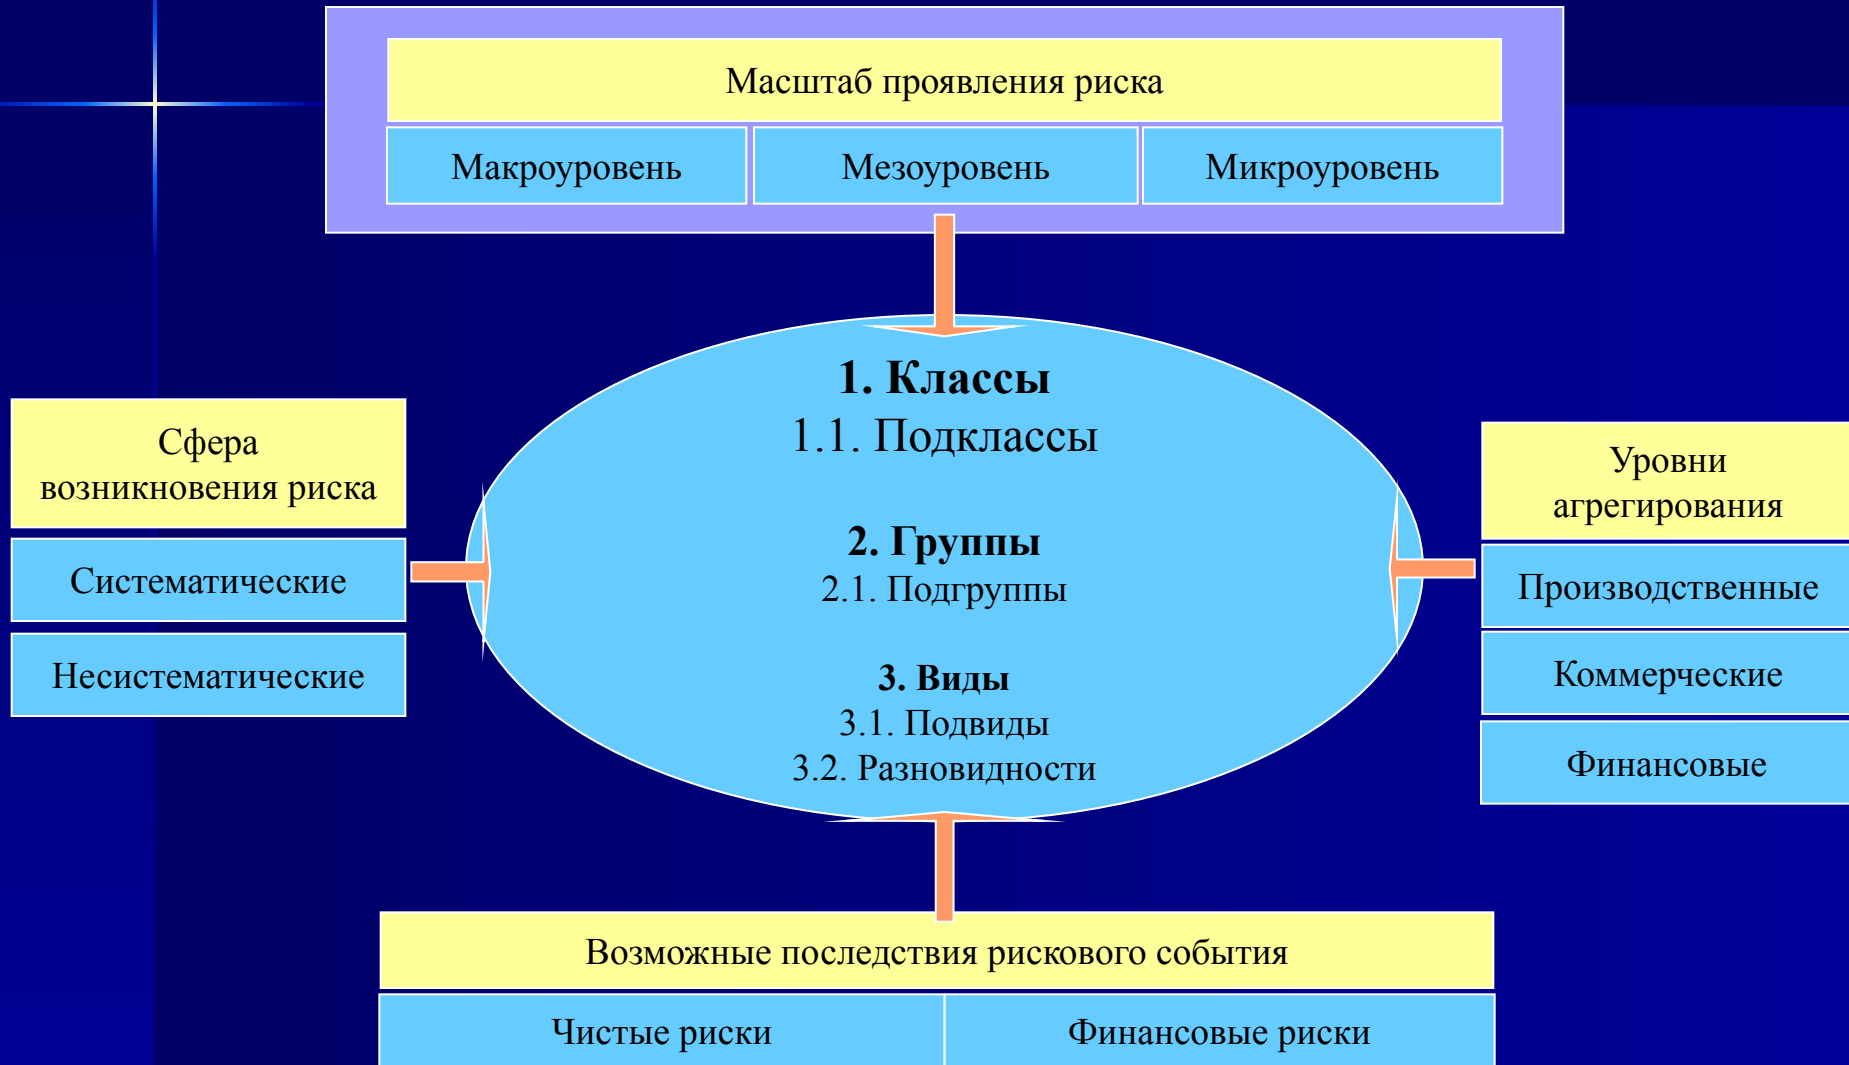 Масштаб проявления риска
Макроуровень
Мезоуровень
Микроуровень
1. Классы
1.1. Подклассы
2. Группы
2.1. Подгруппы
3. Виды
3.1. Подвиды
3.2. Разновидности
Сфера
возникновения риска
Систематические
Несистематические
Уровни
агрегирования
Производственные
Коммерческие
Финансовые
Возможные последствия рискового события
Чистые риски
Финансовые риски